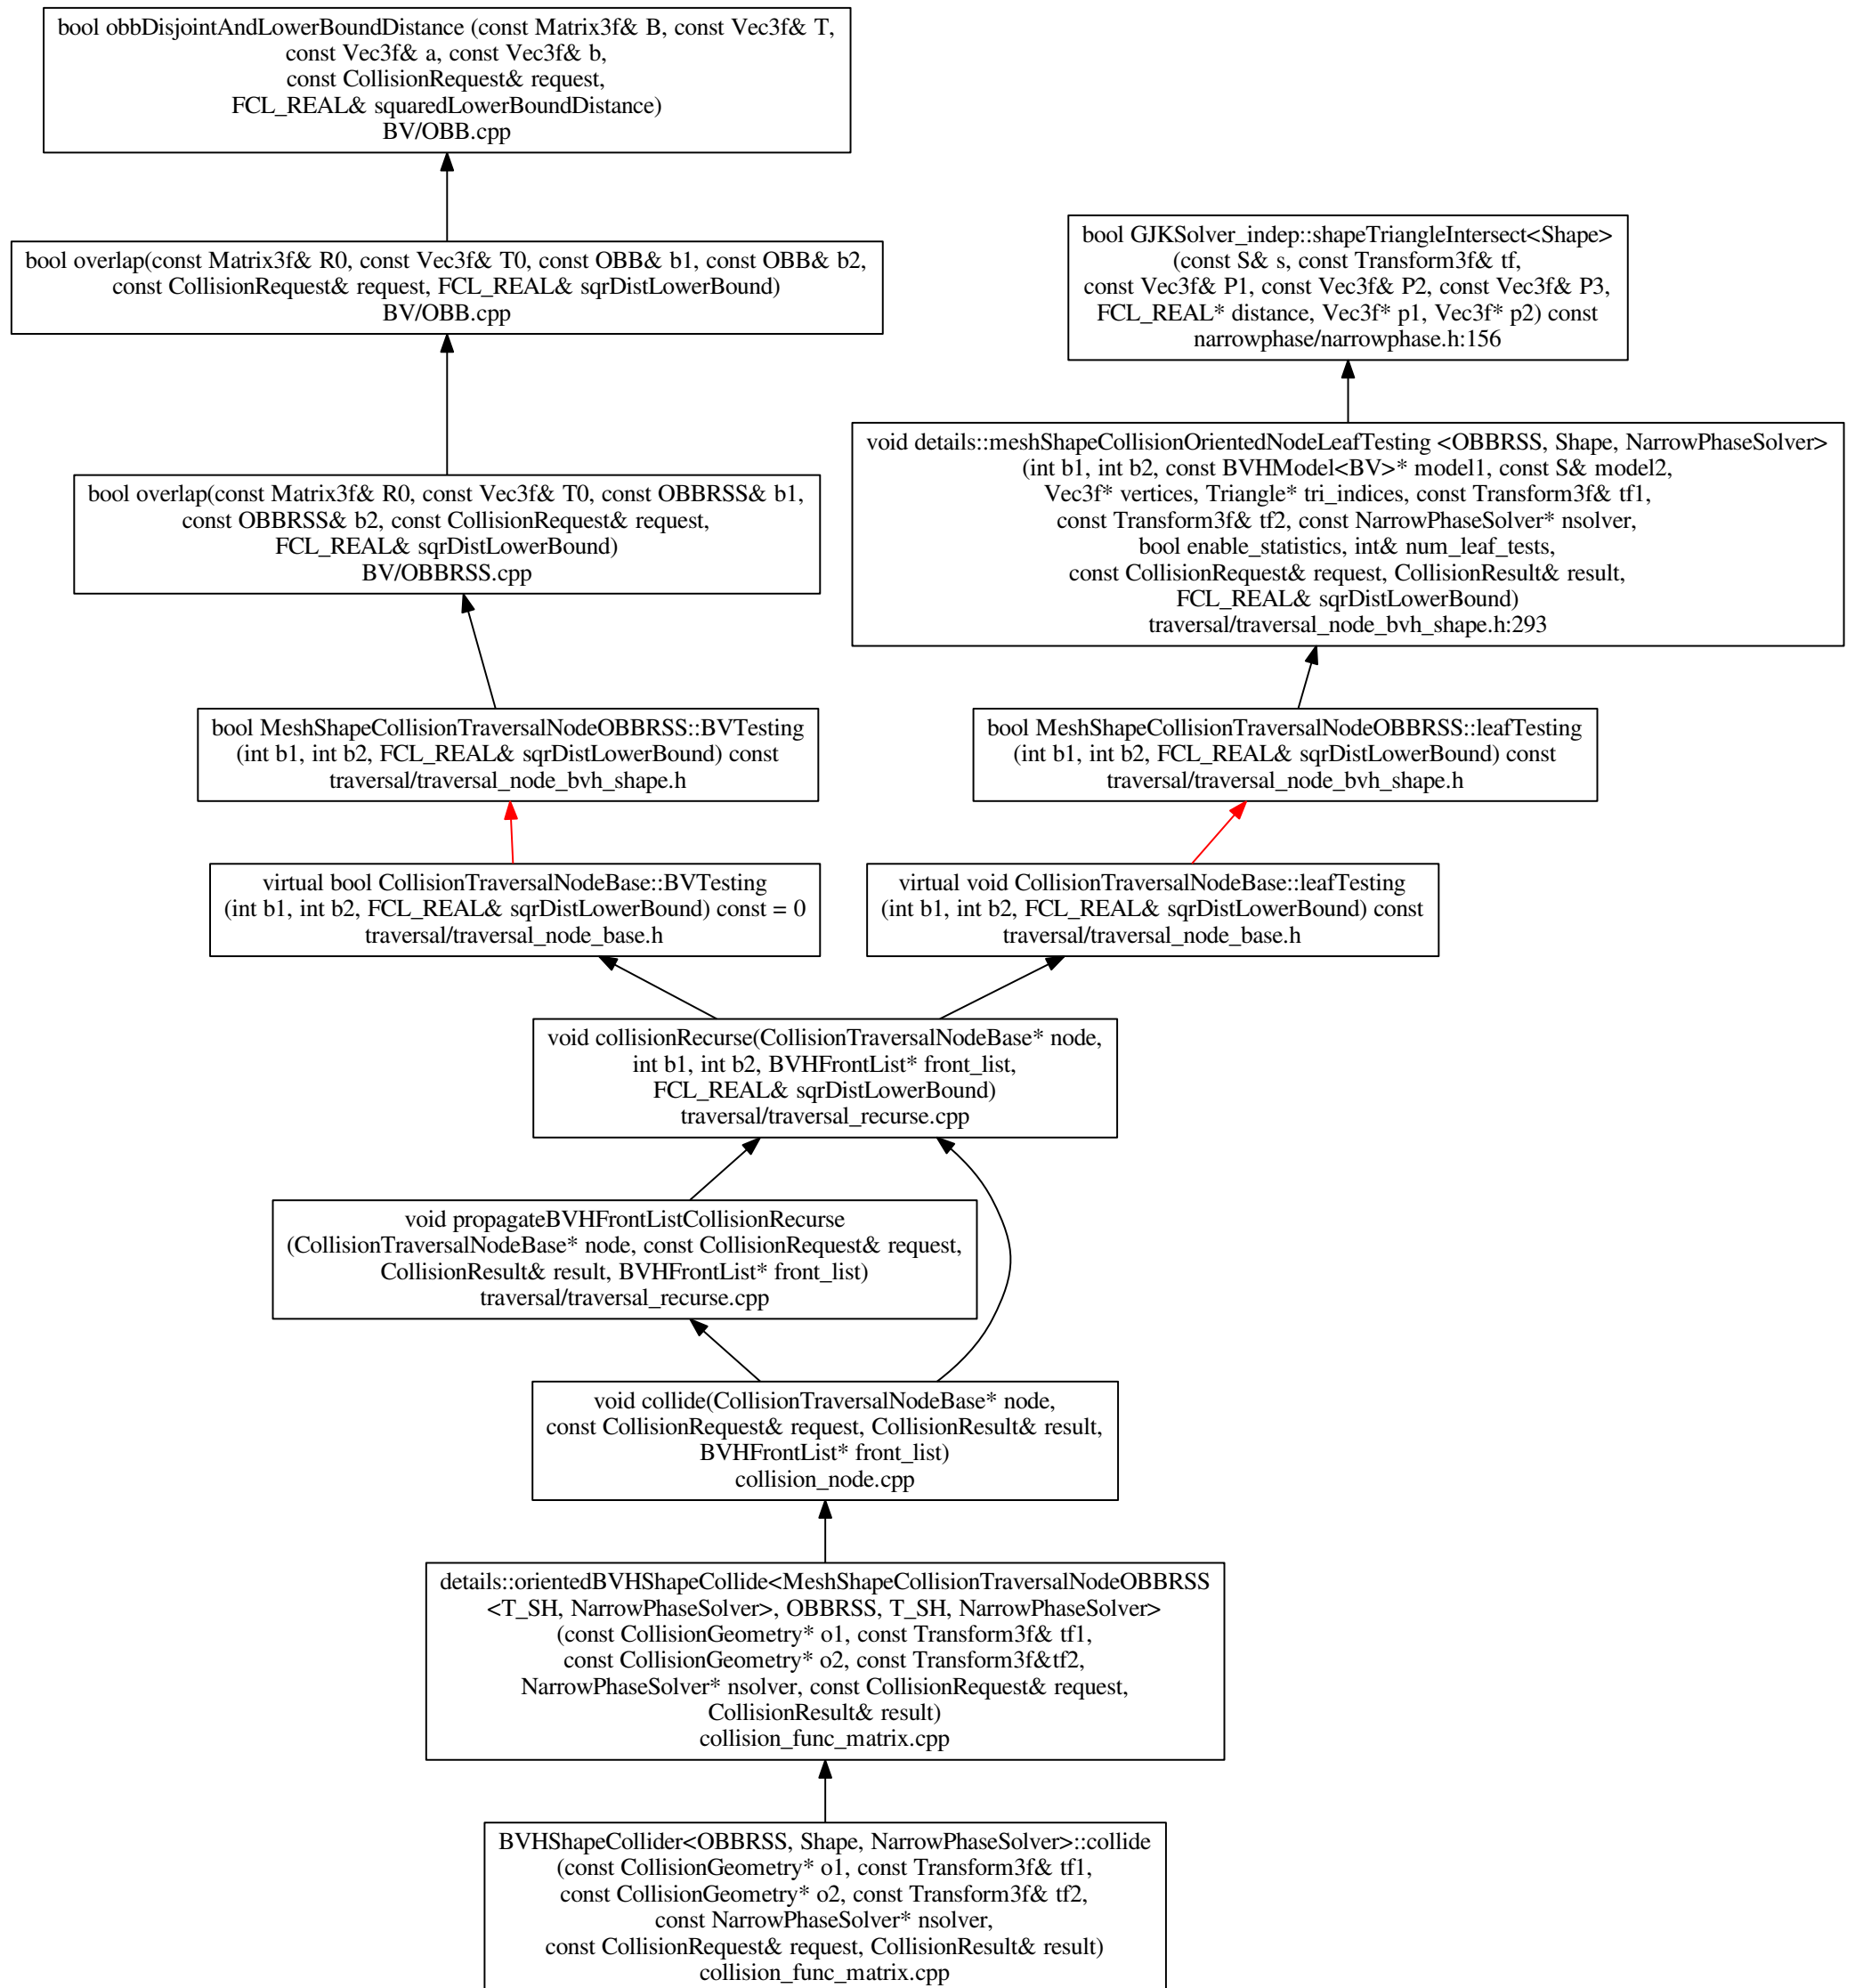 bool obbDisjointAndLowerBoundDistance (const Matrix3f& B, const Vec3f& T,
const Vec3f& a, const Vec3f& b,
const CollisionRequest& request,
FCL_REAL& squaredLowerBoundDistance)
BV/OBB.cpp
bool overlap(const Matrix3f& R0, const Vec3f& T0, const OBB& b1, const OBB& b2,
const CollisionRequest& request, FCL_REAL& sqrDistLowerBound)
BV/OBB.cpp
bool GJKSolver_indep::shapeTriangleIntersect<Shape>
(const S& s, const Transform3f& tf,
const Vec3f& P1, const Vec3f& P2, const Vec3f& P3,
FCL_REAL* distance, Vec3f* p1, Vec3f* p2) const
narrowphase/narrowphase.h:156
bool overlap(const Matrix3f& R0, const Vec3f& T0, const OBBRSS& b1,
const OBBRSS& b2, const CollisionRequest& request,
FCL_REAL& sqrDistLowerBound)
BV/OBBRSS.cpp
void details::meshShapeCollisionOrientedNodeLeafTesting <OBBRSS, Shape, NarrowPhaseSolver>
(int b1, int b2, const BVHModel<BV>* model1, const S& model2,
Vec3f* vertices, Triangle* tri_indices, const Transform3f& tf1,
const Transform3f& tf2, const NarrowPhaseSolver* nsolver,
bool enable_statistics, int& num_leaf_tests,
const CollisionRequest& request, CollisionResult& result,
FCL_REAL& sqrDistLowerBound)
traversal/traversal_node_bvh_shape.h:293
bool MeshShapeCollisionTraversalNodeOBBRSS::BVTesting
(int b1, int b2, FCL_REAL& sqrDistLowerBound) const
traversal/traversal_node_bvh_shape.h
bool MeshShapeCollisionTraversalNodeOBBRSS::leafTesting
(int b1, int b2, FCL_REAL& sqrDistLowerBound) const
traversal/traversal_node_bvh_shape.h
virtual bool CollisionTraversalNodeBase::BVTesting
(int b1, int b2, FCL_REAL& sqrDistLowerBound) const = 0
traversal/traversal_node_base.h
virtual void CollisionTraversalNodeBase::leafTesting
(int b1, int b2, FCL_REAL& sqrDistLowerBound) const
traversal/traversal_node_base.h
void collisionRecurse(CollisionTraversalNodeBase* node,
int b1, int b2, BVHFrontList* front_list,
FCL_REAL& sqrDistLowerBound)
traversal/traversal_recurse.cpp
void propagateBVHFrontListCollisionRecurse
(CollisionTraversalNodeBase* node, const CollisionRequest& request,
CollisionResult& result, BVHFrontList* front_list)
traversal/traversal_recurse.cpp
void collide(CollisionTraversalNodeBase* node,
const CollisionRequest& request, CollisionResult& result,
BVHFrontList* front_list)
collision_node.cpp
details::orientedBVHShapeCollide<MeshShapeCollisionTraversalNodeOBBRSS
<T_SH, NarrowPhaseSolver>, OBBRSS, T_SH, NarrowPhaseSolver>
(const CollisionGeometry* o1, const Transform3f& tf1,
const CollisionGeometry* o2, const Transform3f&tf2,
NarrowPhaseSolver* nsolver, const CollisionRequest& request,
CollisionResult& result)
collision_func_matrix.cpp
BVHShapeCollider<OBBRSS, Shape, NarrowPhaseSolver>::collide
(const CollisionGeometry* o1, const Transform3f& tf1,
const CollisionGeometry* o2, const Transform3f& tf2,
const NarrowPhaseSolver* nsolver,
const CollisionRequest& request, CollisionResult& result)
collision_func_matrix.cpp